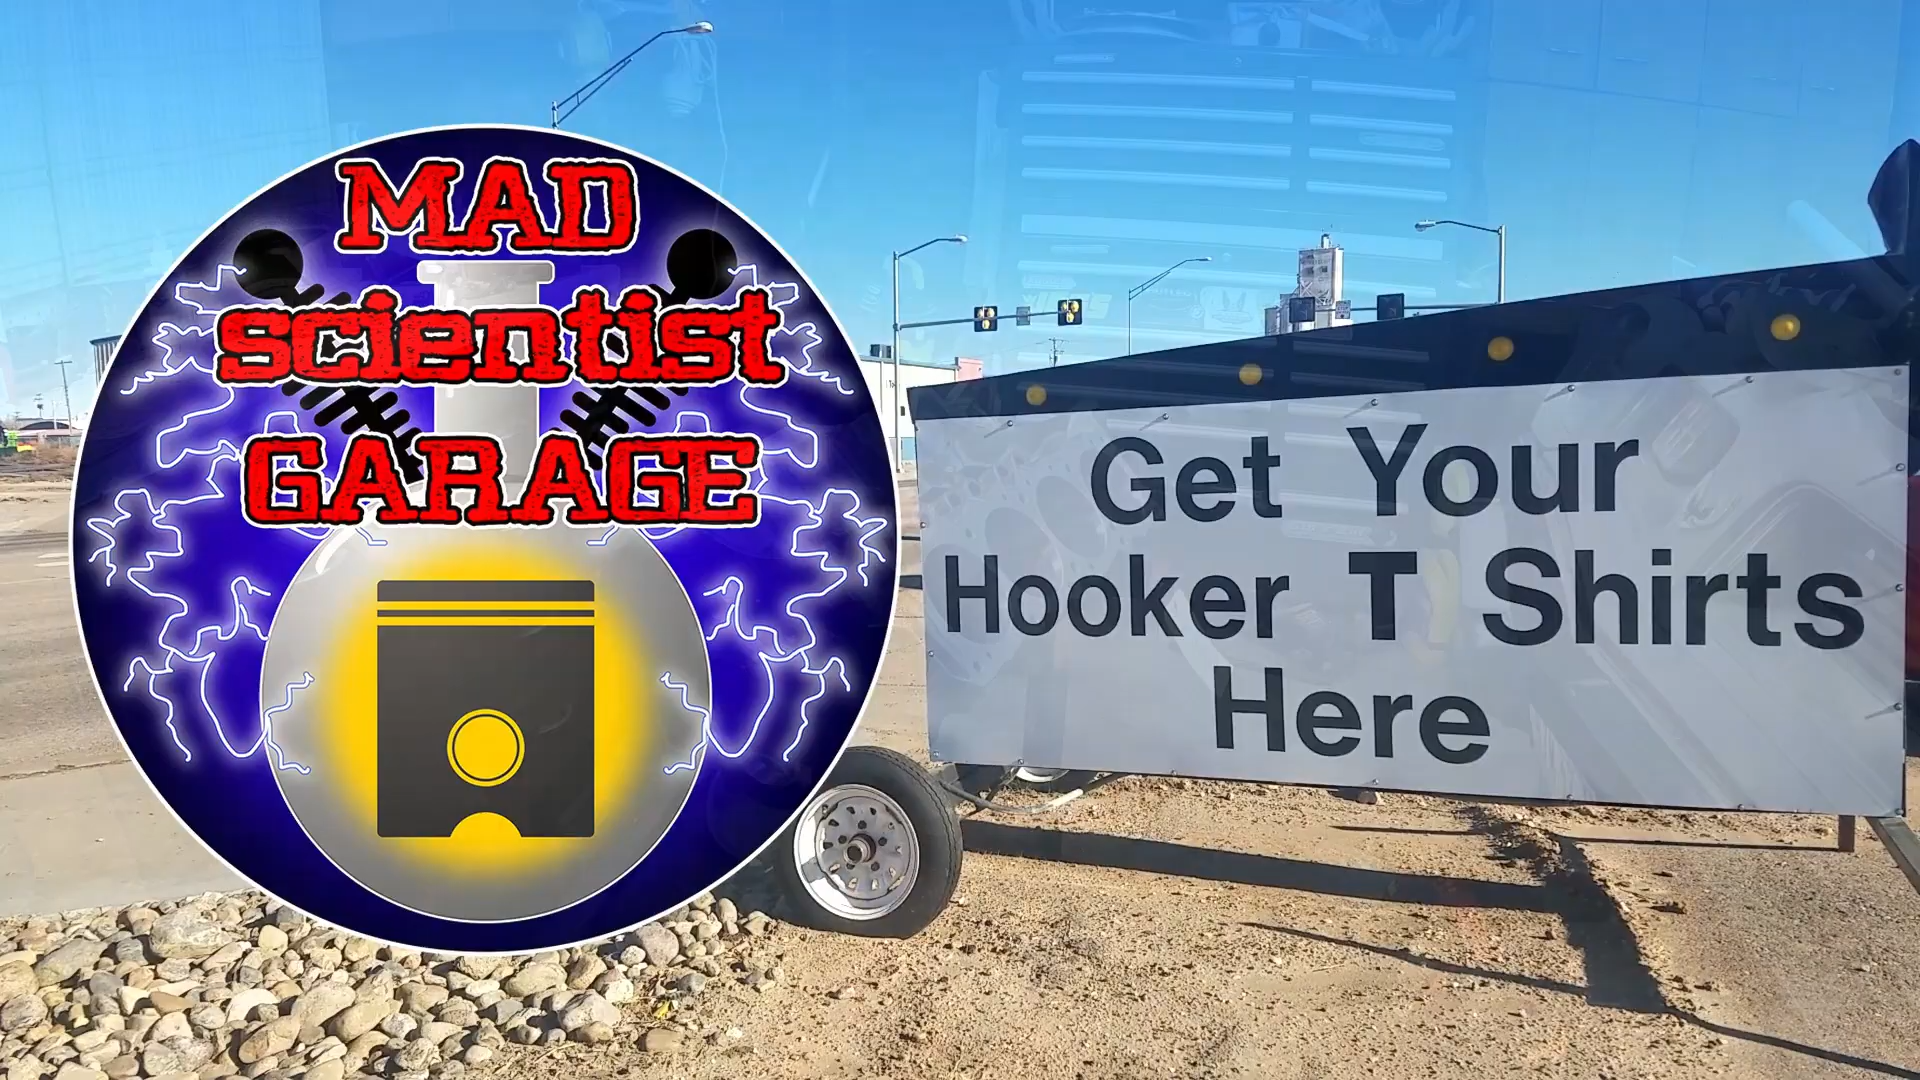 MAD
scientist
GARAGE
Get Your
Hooker T Shirts
Here